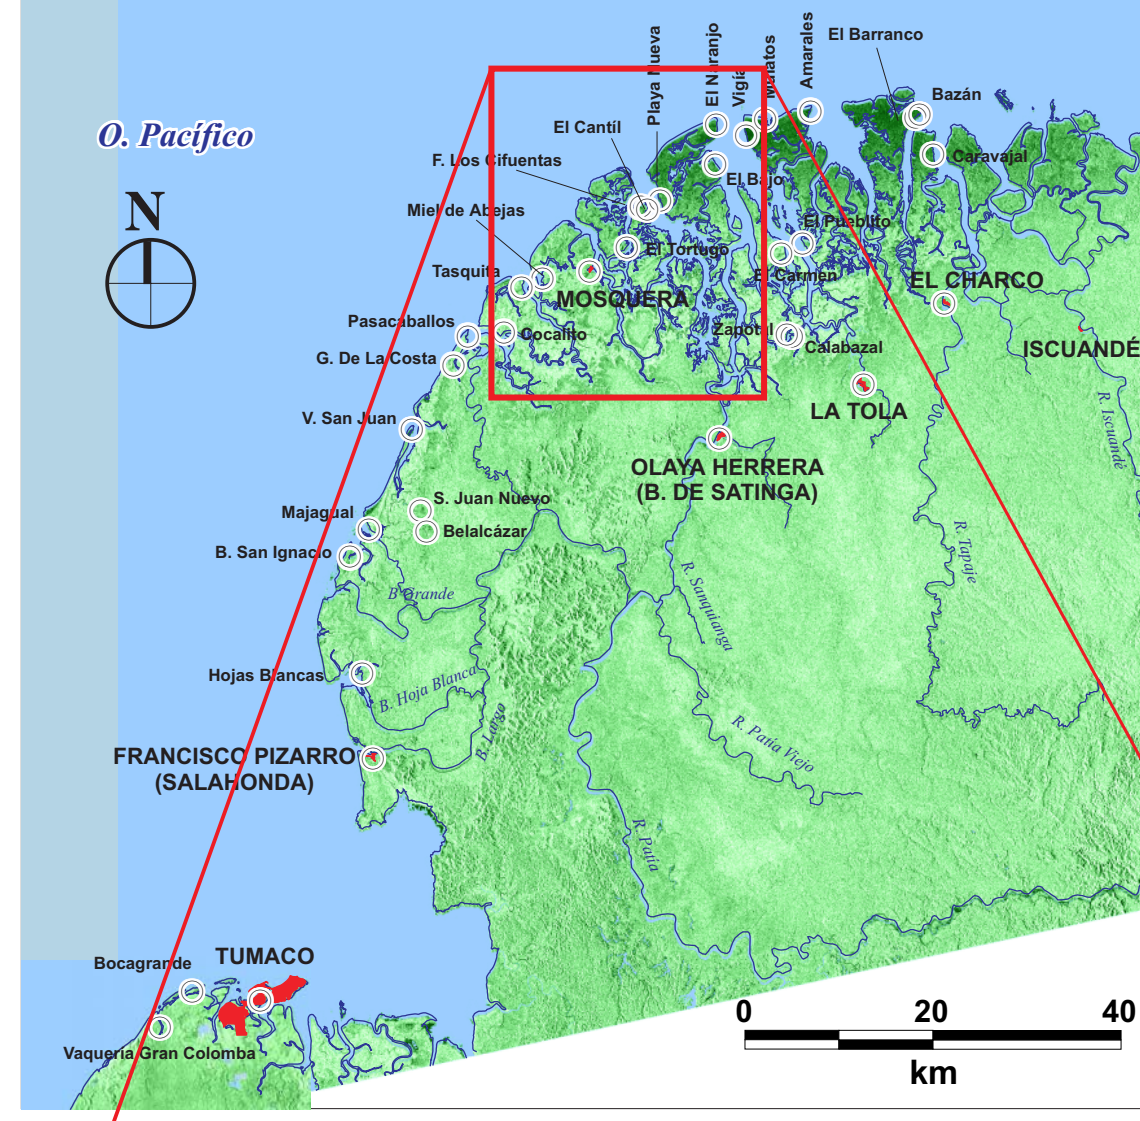 O. Pacífico
N
El Cantíl
F. Los Cifuentas
Miel de Abejas
Playa Nueva
El Naranjo
Vigía
Mulatos
Amarales
El Barranco
Bazán
Caravajal
El Bajo
El Pueblito
El Tortugo
El Carmen
Tasquita
MOSQUERA
EL CHARCO
Pasacaballos
Cocalito
Zapotal
Calabazal
ISCUANDÉ
G. De La Costa
LA TOLA
R. Iscuandé
V. San Juan
OLAYA HERRERA
(B. DE SATINGA)
S. Juan Nuevo
Majagual
Belalcázar
B. San Ignacio
R. Tapaje
B Grande
R. Sanquianga
Hojas Blancas
B. Hoja Blanca
B. Largo
R. Patía Viejo
FRANCISCO PIZARRO
(SALAHONDA)
R. Patía
TUMACO
Bocagrande
Vaquería Gran Colomba
0 20 40
km